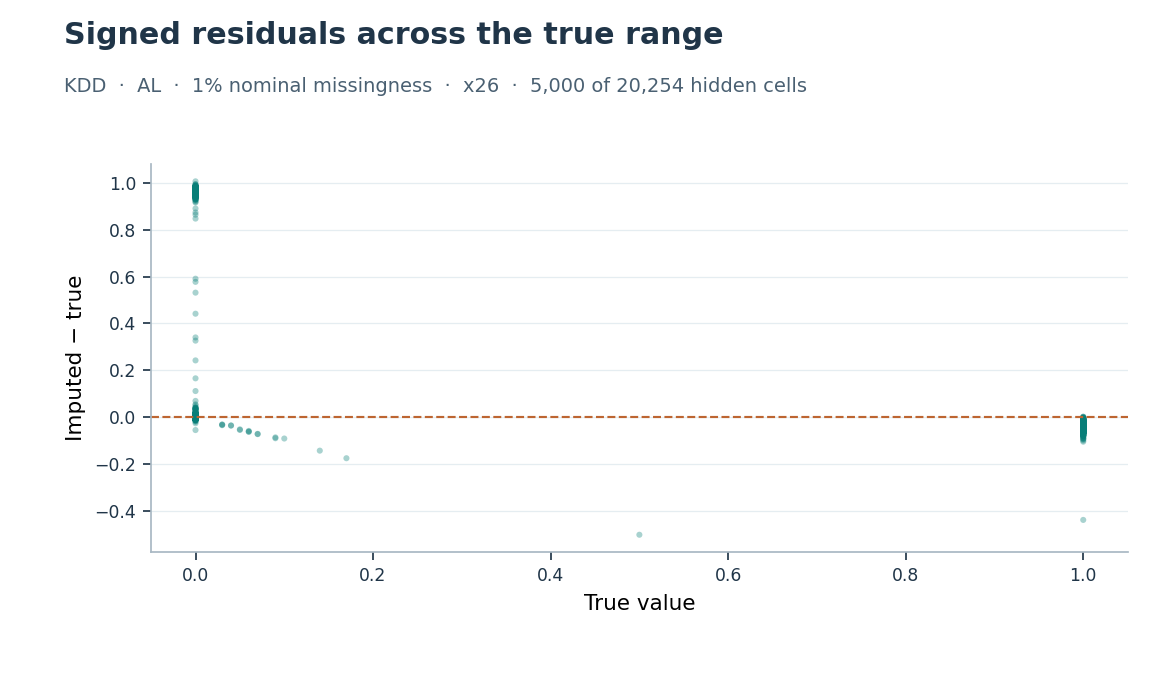 Signed residuals across the true range
KDD · AL · 1% nominal missingness · x26 · 5,000 of 20,254 hidden cells
Imputed − true
1.0
0.8
0.6
0.4
0.2
0.0
−0.2
−0.4
0.0 0.2 0.4 0.6 0.8 1.0
True value